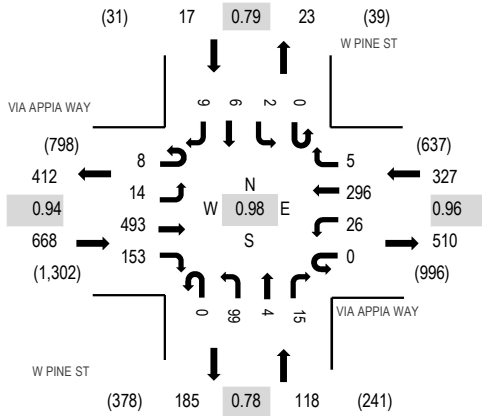 (31) 17 0.79 23 (39)
W PINE ST
VIA APPIA WAY
9 6 2 0
(798) (637)
8 5
412 327
14 296
N
0.94 W 0.98 E 0.96
S
493 26
668 510
153 0
(1,302) (996)
0 99 4 15
VIA APPIA WAY
W PINE ST
(378) 185 0.78 118 (241)